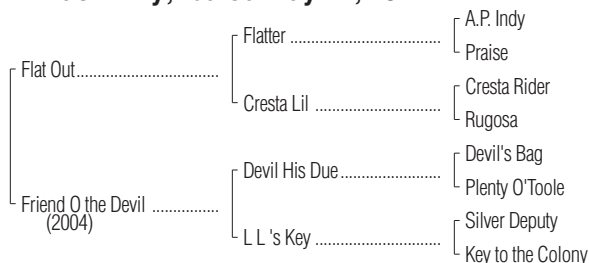 Flat Out
Friend O the Devil
(2004)
Flatter
Cresta Lil
Devil His Due
L L 's Key
A.P. Indy
Praise
Cresta Rider
Rugosa
Devil's Bag
Plenty O'Toole
Silver Deputy
Key to the Colony